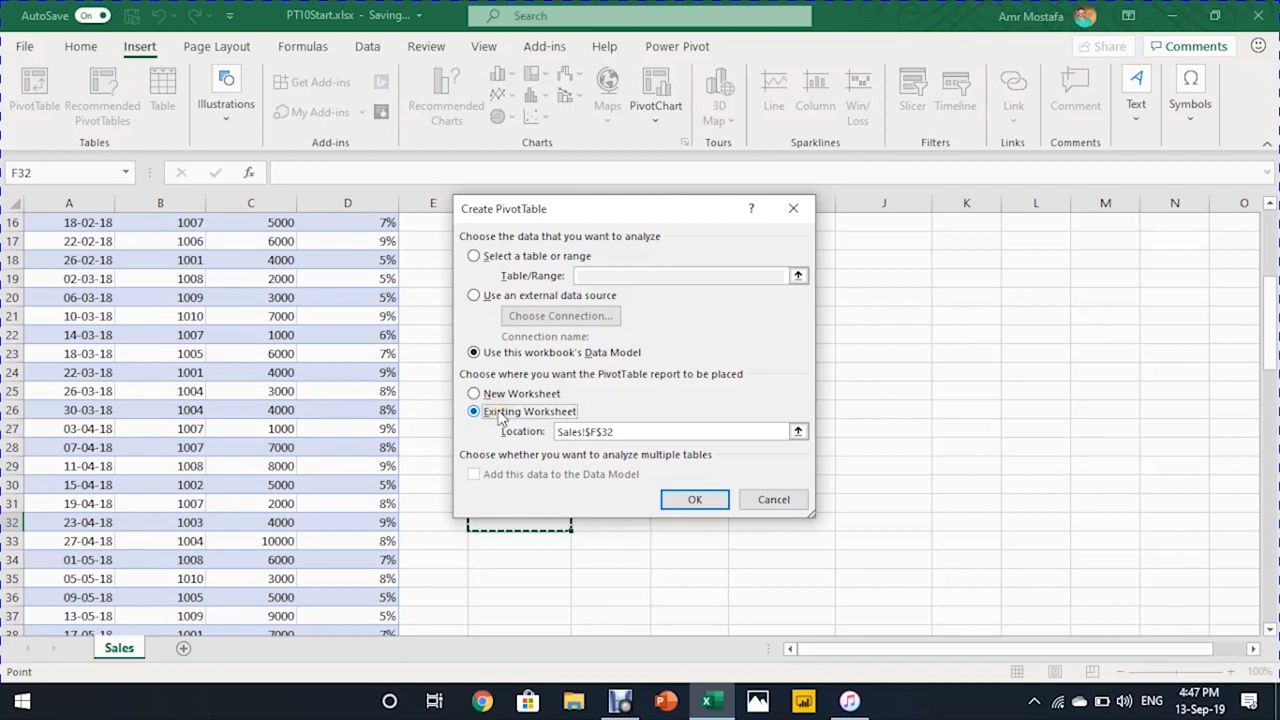 AutoSave On PT10Start.xlsx - Saving... Search Amr Mostafa
File Home Insert Page Layout Formulas Data Review View Add-ins Help Power Pivot Share Comments
PivotTable Recommended PivotTables Table Illustrations Get Add-ins My Add-ins Recommended Charts Maps PivotChart 3D Map Line Column Win/Loss Slicer Timeline Link Comment Text Symbols
Tables Add-ins Charts Tours Sparklines Filters Links Comments
F32 fx
A B C D E J K L M N O
16 18-02-18 1007 5000 7%
17 22-02-18 1006 6000 9%
18 26-02-18 1001 4000 5%
19 02-03-18 1008 2000 5%
20 06-03-18 1009 3000 5%
21 10-03-18 1010 7000 9%
22 14-03-18 1007 1000 6%
23 18-03-18 1005 6000 7%
24 22-03-18 1001 4000 9%
25 26-03-18 1004 3000 8%
26 30-03-18 1004 4000 8%
27 03-04-18 1007 1000 9%
28 07-04-18 1007 7000 8%
29 11-04-18 1008 8000 9%
30 15-04-18 1002 5000 5%
31 19-04-18 1007 2000 8%
32 23-04-18 1003 4000 9%
33 27-04-18 1004 10000 8%
34 01-05-18 1008 6000 7%
35 05-05-18 1010 3000 8%
36 09-05-18 1005 5000 5%
37 13-05-18 1009 9000 5%
38 17-05-18 1001 7000 7%
Create PivotTable ?
Choose the data that you want to analyze
Select a table or range
Table/Range:
Use an external data source
Choose Connection...
Connection name:
Use this workbook's Data Model
Choose where you want the PivotTable report to be placed
New Worksheet
Existing Worksheet
Location: Sales!$F$32
Choose whether you want to analyze multiple tables
Add this data to the Data Model
OK Cancel
Sales
Point 100%
ENG 4:47 PM
13-Sep-19